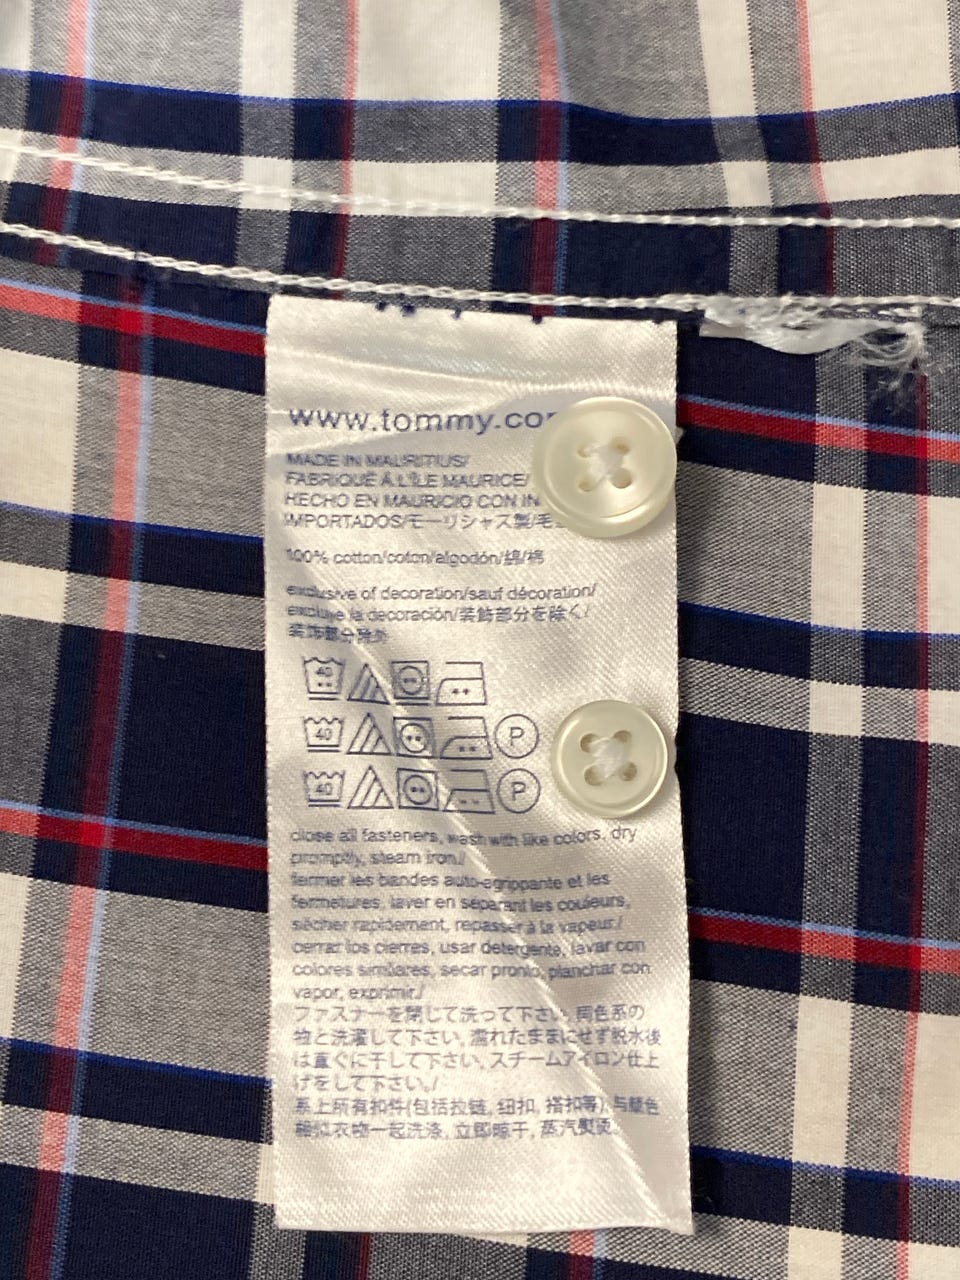 www.tommy.co
MADE IN MAURITIUS/
FABRIQUÉ À L'ÎLE MAURICE/
HECHO EN MAURICIO CON IN
IMPORTADOS/モーリシャス製/毛
100% cotton/coton/algodón/綿/棉
exclusive of decoration/sauf décoration/
excluye la decoración/装飾部分を除く/
装饰部分除外
40
40 P
40 P
close all fasteners, wash with like colors, dry
promptly, steam iron./
fermer les bandes auto-agrippante et les
fermetures, laver en séparant les couleurs,
sécher rapidement, repasser à la vapeur./
cerrar los cierres, usar detergente, lavar con
colores similares, secar pronto, planchar con
vapor, exprimir./
ファスナーを閉じて洗って下さい, 同色系の
物と洗濯して下さい, 濡れたままにせず脱水後
は直ぐに干して下さい, スチームアイロン仕上
げをして下さい./
系上所有扣件(包括拉链, 纽扣, 搭扣等), 与颜色
相似衣物一起洗涤, 立即晾干, 蒸汽熨烫.